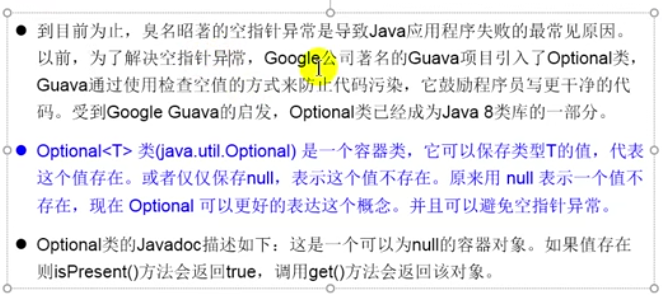 ● 到目前为止，臭名昭著的空指针异常是导致Java应用程序失败的最常见原因。
以前，为了解决空指针异常，Google公司著名的Guava项目引入了Optional类，
Guava通过使用检查空值的方式来防止代码污染，它鼓励程序员写更干净的代
码。受到Google Guava的启发，Optional类已经成为Java 8类库的一部分。
● Optional<T> 类(java.util.Optional) 是一个容器类，它可以保存类型T的值，代表
这个值存在。或者仅仅保存null，表示这个值不存在。原来用 null 表示一个值不
存在，现在 Optional 可以更好的表达这个概念。并且可以避免空指针异常。
● Optional类的Javadoc描述如下：这是一个可以为null的容器对象。如果值存在
则isPresent()方法会返回true，调用get()方法会返回该对象。